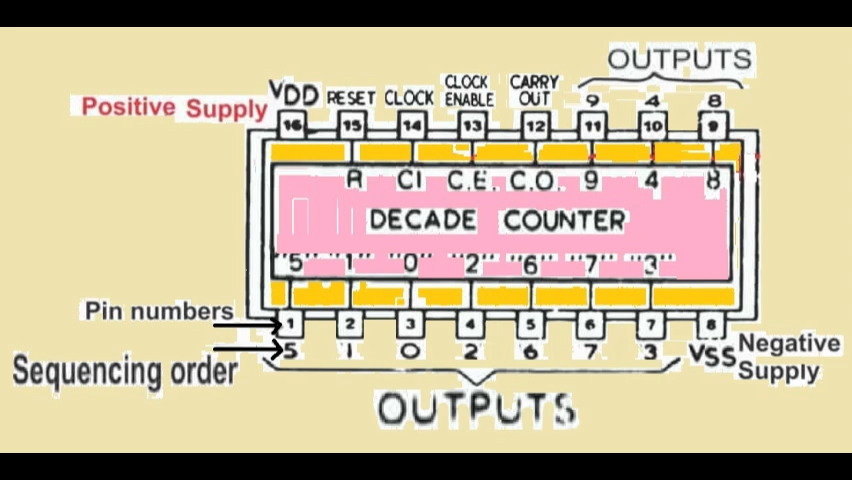 OUTPUTS
VDD RESET CLOCK CLOCK ENABLE CARRY OUT 9 4 8
Positive Supply
16 15 14 13 12 11 10 9
R CI C.E. C.O. 9 4 8
DECADE COUNTER
"5" "1" "0" "2" "6" "7" "3"
Pin numbers 1 2 3 4 5 6 7 8
Sequencing order 5 1 0 2 6 7 3 VSS Negative Supply
OUTPUTS